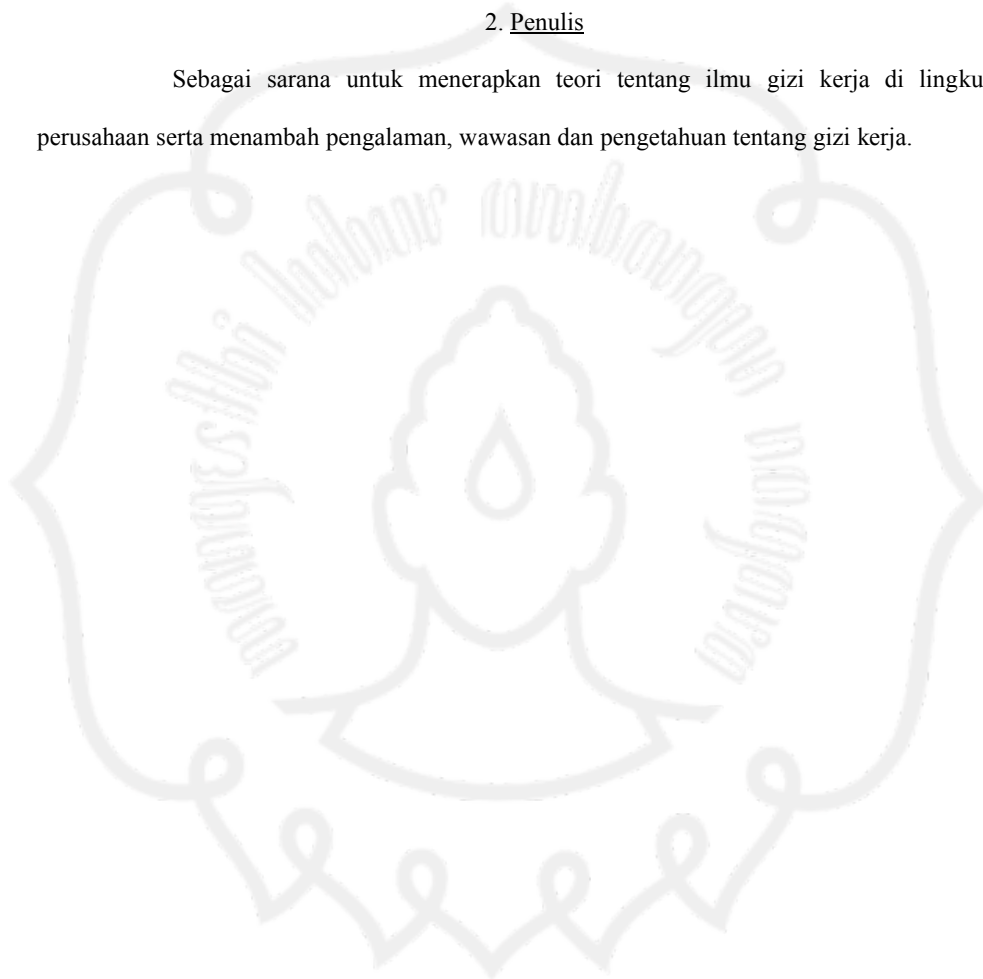 2. Penulis
Sebagai sarana untuk menerapkan teori tentang ilmu gizi kerja di lingku
perusahaan serta menambah pengalaman, wawasan dan pengetahuan tentang gizi kerja.